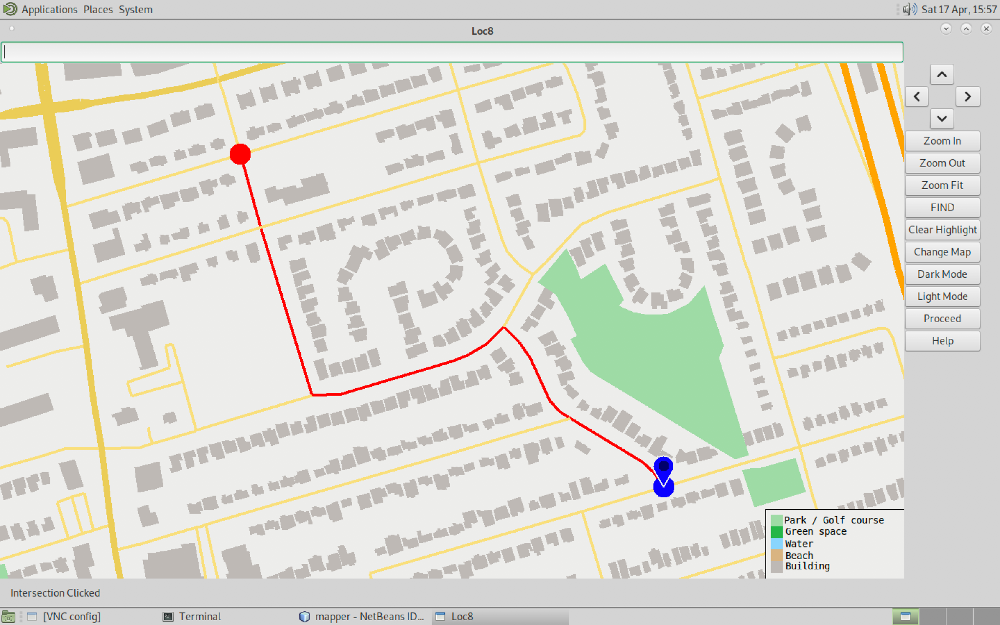 Applications Places System
Sat 17 Apr, 15:57
Loc8
Zoom In
Zoom Out
Zoom Fit
FIND
Clear Highlight
Change Map
Dark Mode
Light Mode
Proceed
Help
Park / Golf course
Green space
Water
Beach
Building
Intersection Clicked
[VNC config]
Terminal
mapper - NetBeans ID...
Loc8